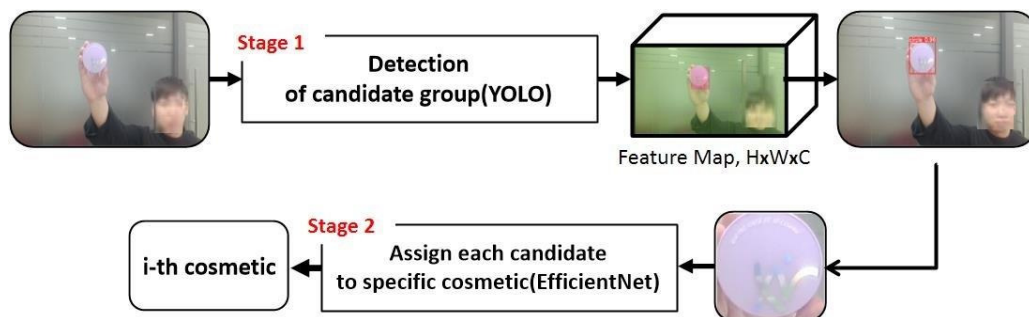 Stage 1
Detection
of candidate group(YOLO)
Feature Map, HxWxC
Stage 2
Assign each candidate
to specific cosmetic(EfficientNet)
i-th cosmetic